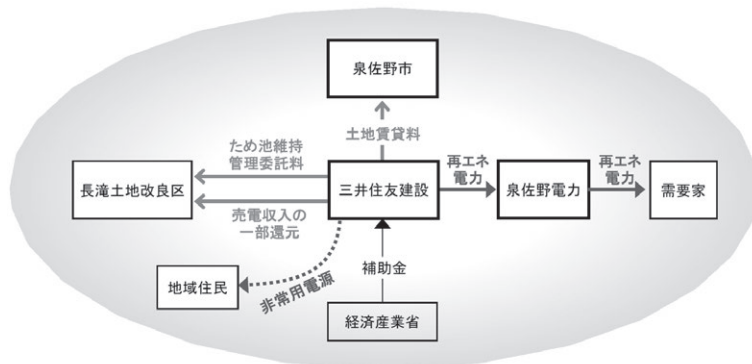 泉佐野市
土地賃貸料
ため池維持
管理委託料
再エネ
電力
再エネ
電力
長滝土地改良区
三井住友建設
泉佐野電力
需要家
売電収入の
一部還元
補助金
地域住民
非常用電源
経済産業省